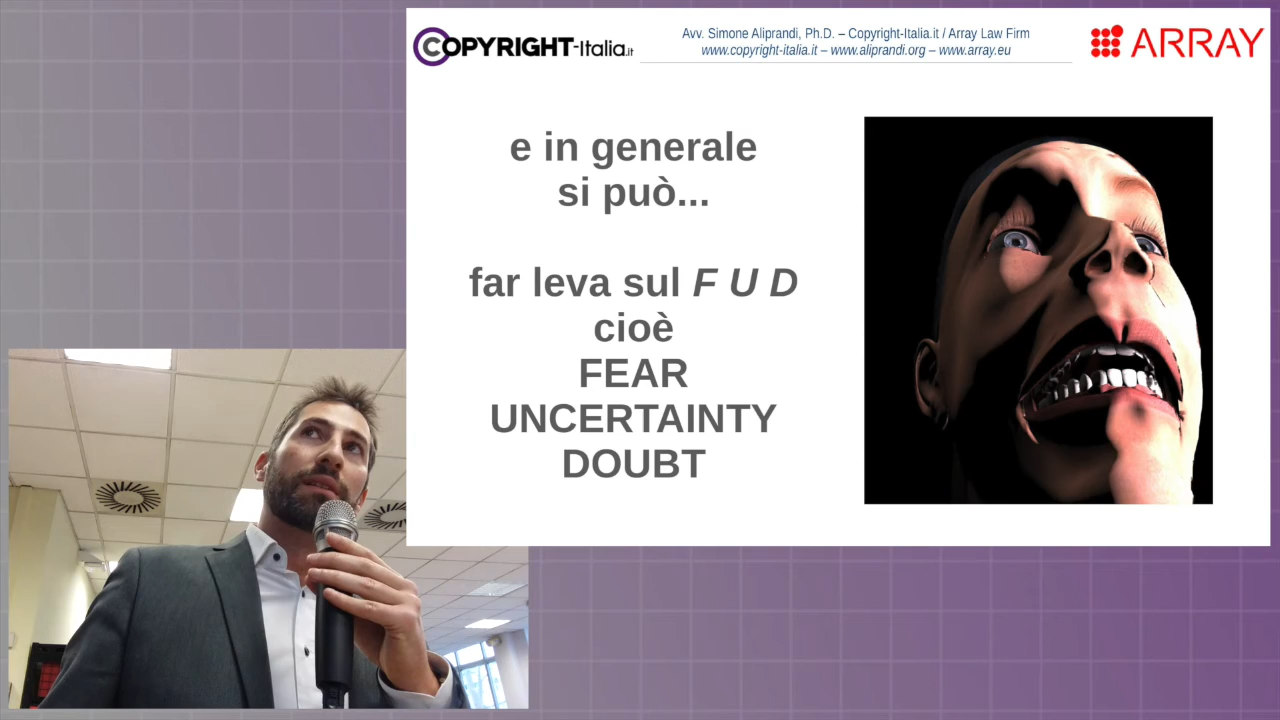 COPYRIGHT-Italia.it
Avv. Simone Aliprandi, Ph.D. – Copyright-Italia.it / Array Law Firm
www.copyright-italia.it – www.aliprandi.org – www.array.eu
ARRAY
e in generale
si può...
far leva sul F U D
cioè
FEAR
UNCERTAINTY
DOUBT